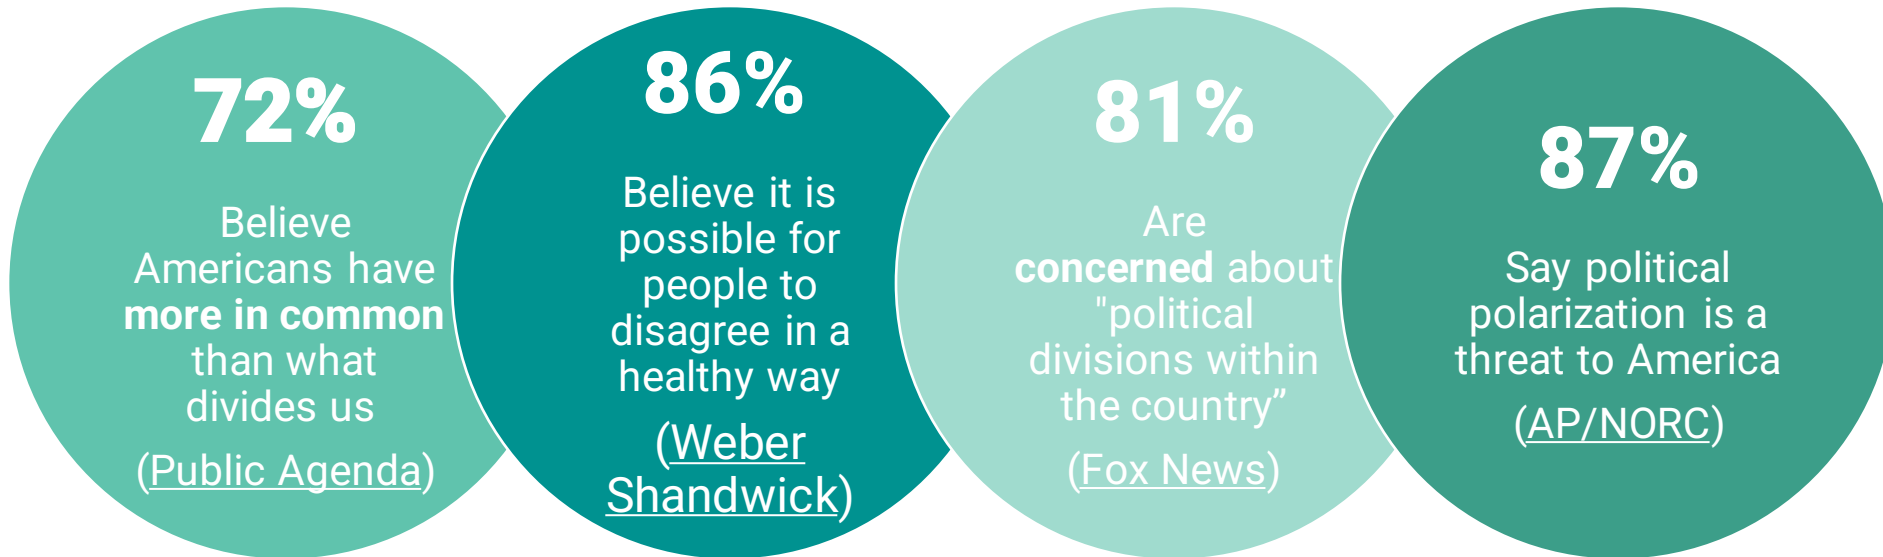 72%
Believe
Americans have
more in common
than what
divides us
(Public Agenda)
86%
Believe it is
possible for
people to
disagree in a
healthy way
(Weber
Shandwick)
81%
Are
concerned about
"political
divisions within
the country”
(Fox News)
87%
Say political
polarization is a
threat to America
(AP/NORC)